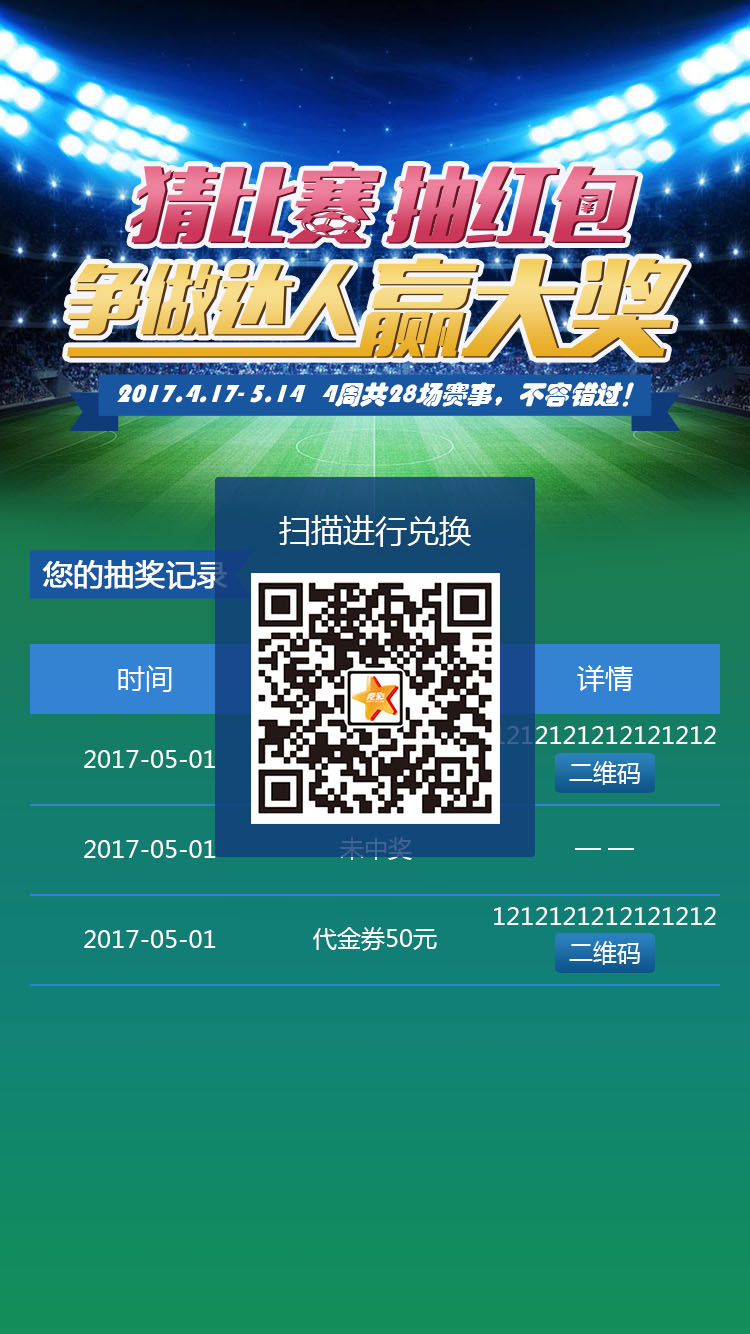 猜比赛 抽红包
争做达人赢大奖
2017.4.17-5.14 4周共28场赛事，不容错过！
扫描进行兑换
您的抽奖记录
时间 详情
2017-05-01 12121212121212
二维码
2017-05-01 未中奖 — —
2017-05-01 代金券50元 1212121212121212
二维码